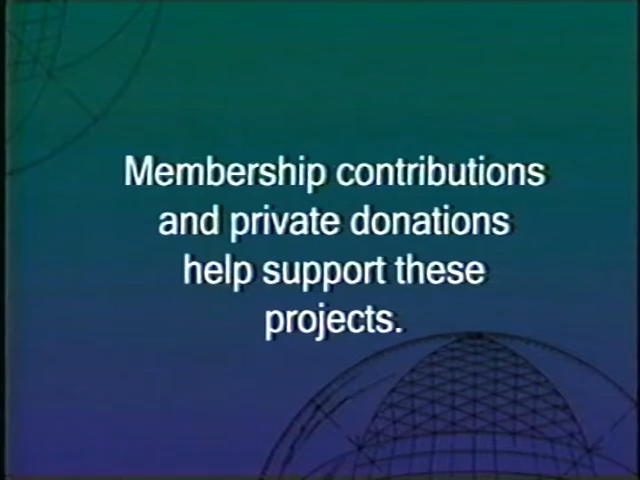 Membership contributions
and private donations
help support these
projects.